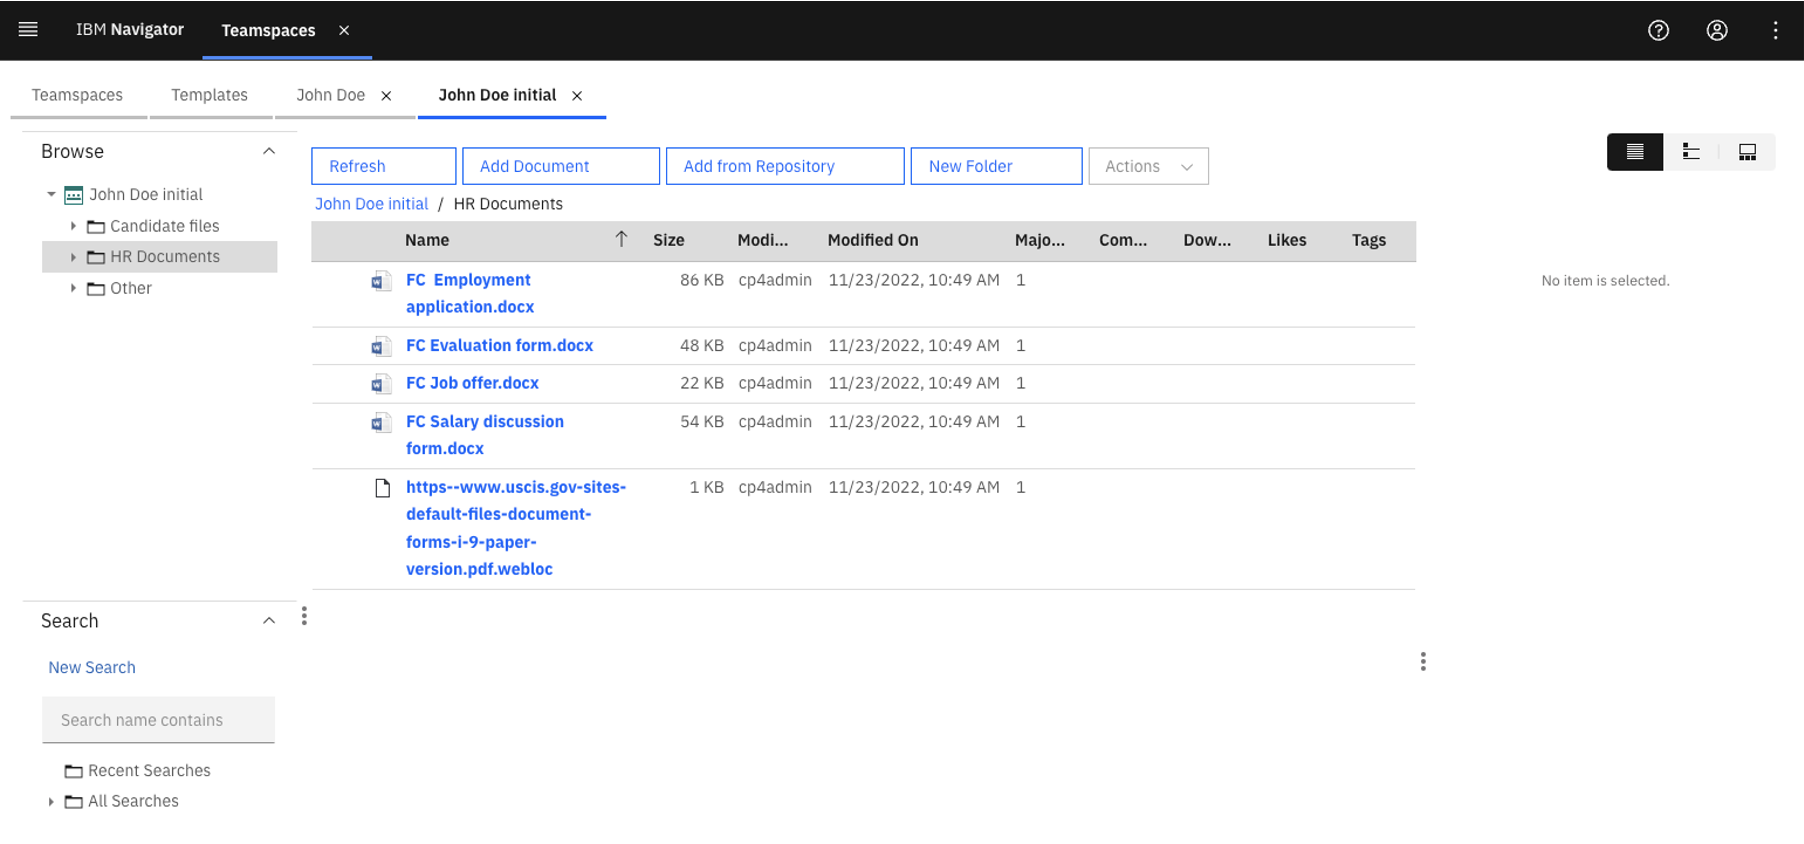 IBM Navigator Teamspaces
Teamspaces Templates John Doe John Doe initial
Browse
John Doe initial
Candidate files
HR Documents
Other
Refresh Add Document Add from Repository New Folder Actions
John Doe initial / HR Documents
Name Size Modi... Modified On Majo... Com... Dow... Likes Tags
FC Employment 86 KB cp4admin 11/23/2022, 10:49 AM 1
application.docx
FC Evaluation form.docx 48 KB cp4admin 11/23/2022, 10:49 AM 1
FC Job offer.docx 22 KB cp4admin 11/23/2022, 10:49 AM 1
FC Salary discussion 54 KB cp4admin 11/23/2022, 10:49 AM 1
form.docx
https--www.uscis.gov-sites- 1 KB cp4admin 11/23/2022, 10:49 AM 1
default-files-document-
forms-i-9-paper-
version.pdf.webloc
No item is selected.
Search
New Search
Search name contains
Recent Searches
All Searches